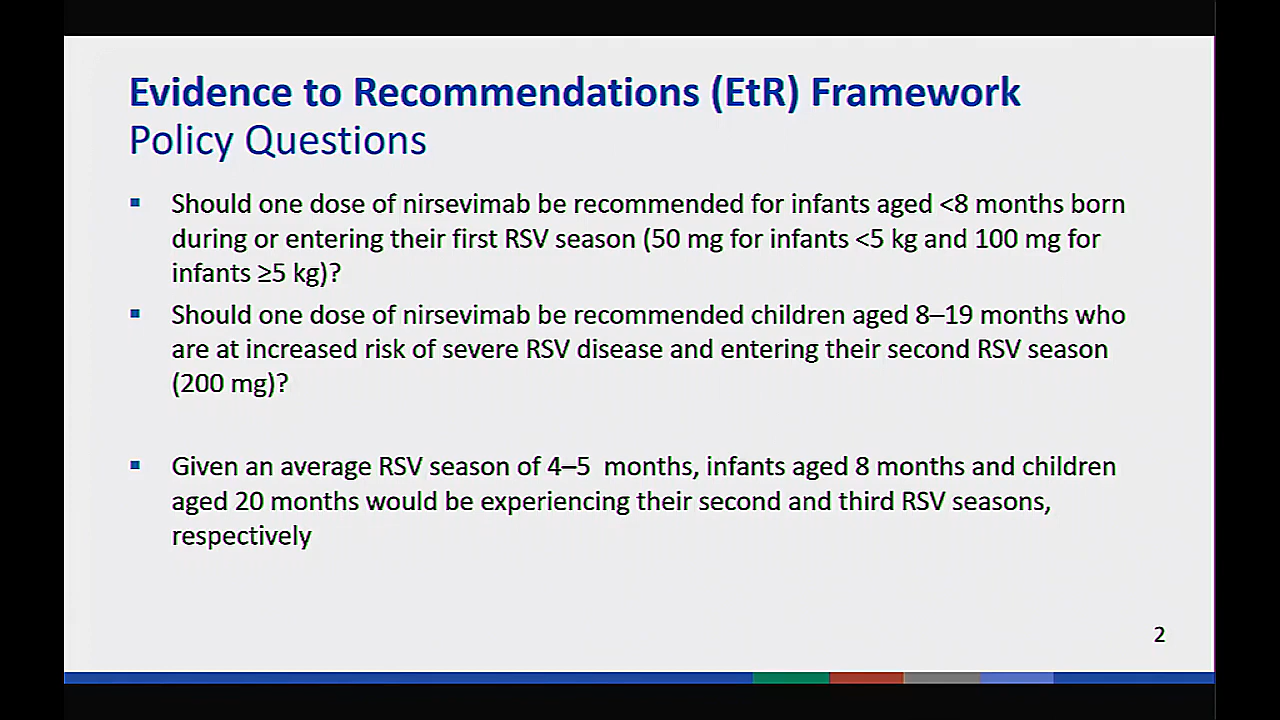 Evidence to Recommendations (EtR) Framework
Policy Questions
▪ Should one dose of nirsevimab be recommended for infants aged <8 months born
during or entering their first RSV season (50 mg for infants <5 kg and 100 mg for
infants ≥5 kg)?
▪ Should one dose of nirsevimab be recommended children aged 8–19 months who
are at increased risk of severe RSV disease and entering their second RSV season
(200 mg)?
▪ Given an average RSV season of 4–5  months, infants aged 8 months and children
aged 20 months would be experiencing their second and third RSV seasons,
respectively
2